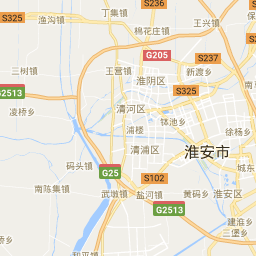 S325
渔沟镇
丁集镇
S236
棉花庄镇
王兴镇
G205
S237
三树镇
王营镇
淮阴区
新渡乡
G2513
凌桥乡
S325
清河区
浦楼
钵池乡
徐杨乡
清浦区
淮安市
码头镇
城东
G25
S102
南陈集镇
武墩镇
盐河镇
黄码乡
淮安区
G2513
建淮乡
三堡乡
和平镇